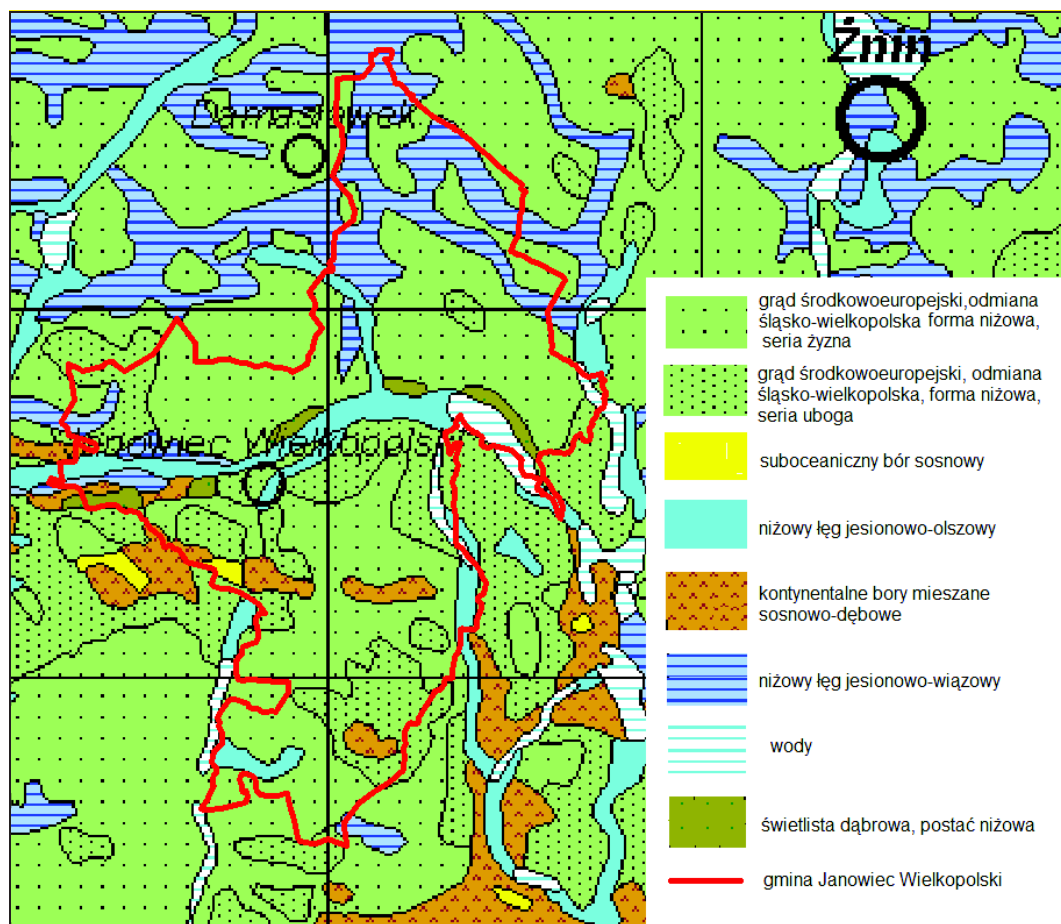 Żnin
Damasławek
Janowiec Wielkopolski
grąd środkowoeuropejski,odmiana
śląsko-wielkopolska forma niżowa,
seria żyzna
grąd środkowoeuropejski, odmiana
śląsko-wielkopolska, forma niżowa,
seria uboga
suboceaniczny bór sosnowy
niżowy łęg jesionowo-olszowy
kontynentalne bory mieszane
sosnowo-dębowe
niżowy łęg jesionowo-wiązowy
wody
świetlista dąbrowa, postać niżowa
gmina Janowiec Wielkopolski